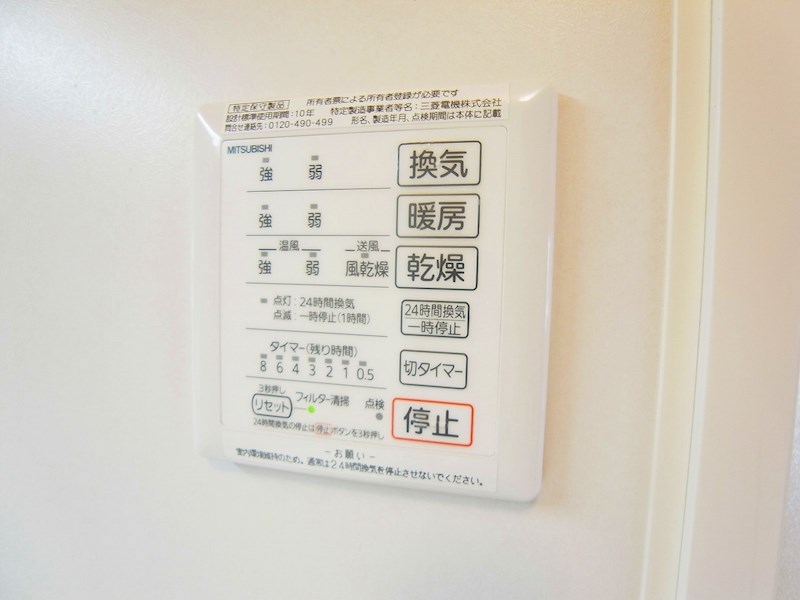 特定保守製品 所有者票による所有者登録が必要です
設計標準使用期間:10年 特定製造事業者等名:三菱電機株式会社
問合せ連絡先:0120-490-499 形名、製造年月、点検期間は本体に記載
MITSUBISHI
強 弱 換気
強 弱 暖房
温風 送風
強 弱 風乾燥 乾燥
点灯:24時間換気
点滅:一時停止(1時間)
24時間換気
一時停止
タイマー(残り時間)
8 6 4 3 2 1 0.5
切タイマー
3秒押し
リセット フィルター清掃 点検
停止
24時間換気の停止は停止ボタンを3秒押し
-お願い-
室内環境維持のため、通常は24時間換気を停止させないでください。